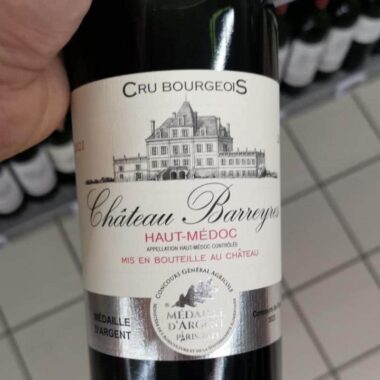 CRU BOURGEOIS
Château Barreyres
HAUT-MÉDOC
APPELLATION HAUT-MÉDOC CONTRÔLÉE
MIS EN BOUTEILLE AU CHÂTEAU
CONCOURS GÉNÉRAL AGRICOLE
MÉDAILLE
D'ARGENT
MÉDAILLE
D'ARGENT
PARIS